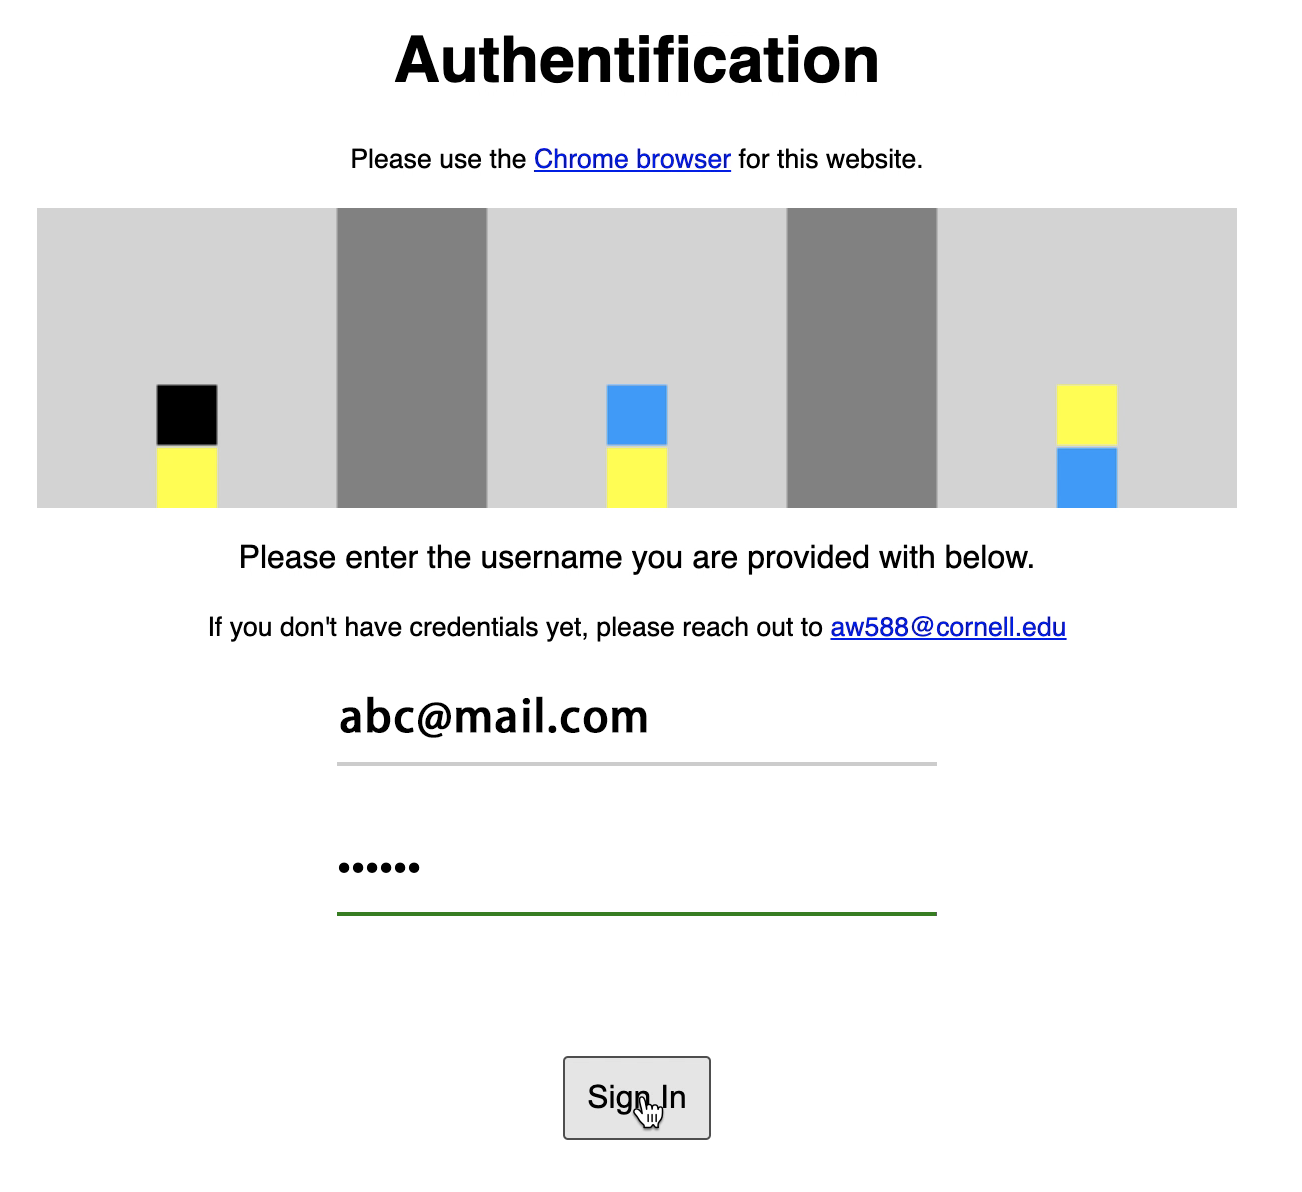 Authentification
Please use the Chrome browser for this website.
Please enter the username you are provided with below.
If you don't have credentials yet, please reach out to aw588@cornell.edu
abc@mail.com
••••••
Sign In